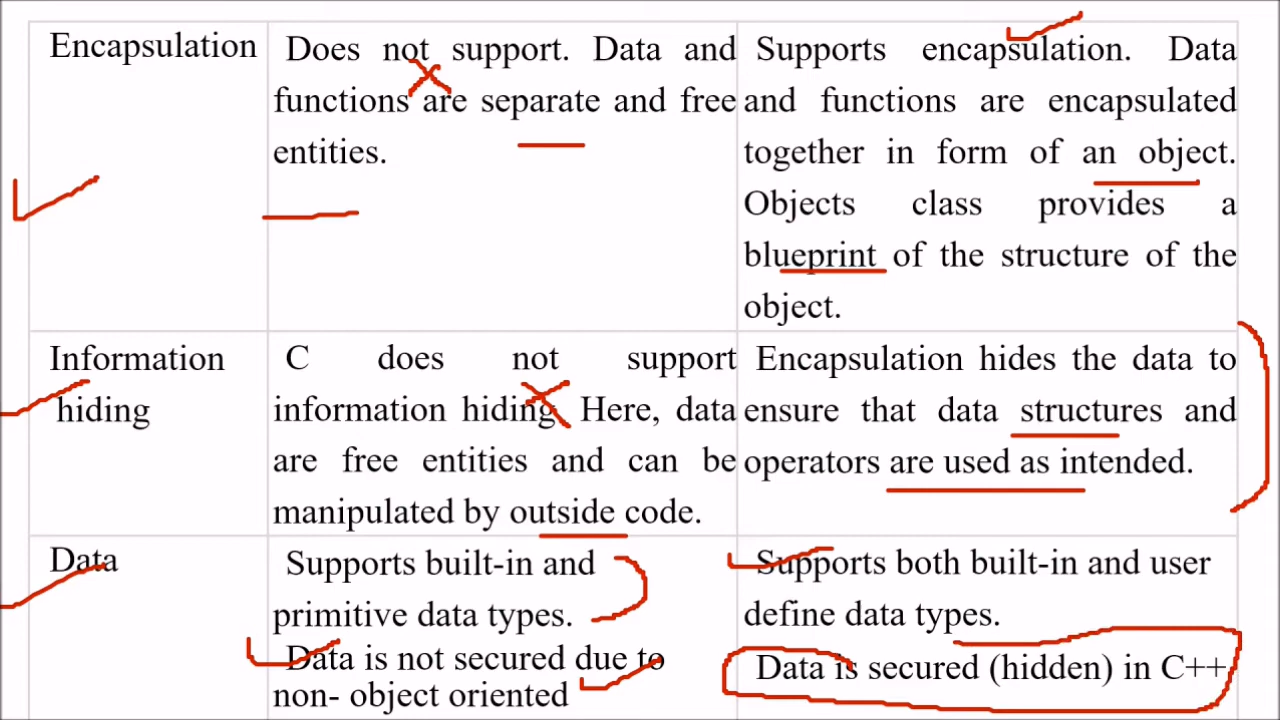 Encapsulation
Does not support. Data and
functions are separate and free
entities.
Supports encapsulation. Data
and functions are encapsulated
together in form of an object.
Objects class provides a
blueprint of the structure of the
object.
Information
hiding
C does not support
information hiding. Here, data
are free entities and can be
manipulated by outside code.
Encapsulation hides the data to
ensure that data structures and
operators are used as intended.
Data
Supports built-in and
primitive data types.
Data is not secured due to
non- object oriented
Supports both built-in and user
define data types.
Data is secured (hidden) in C++